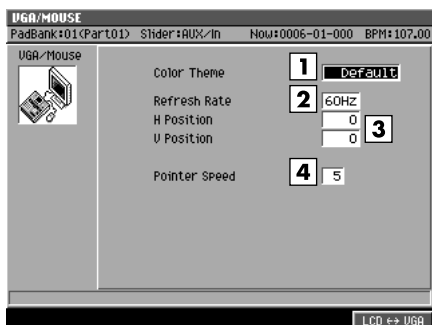 VGA/MOUSE
PadBank:01(Part01) Slider:AUX/In Now:0006-01-000 BPM:107.00
VGA/Mouse
Color Theme 1 Default
Refresh Rate 2 60Hz
H Position 0
3
V Position 0
Pointer Speed 4 5
LCD ↔ VGA